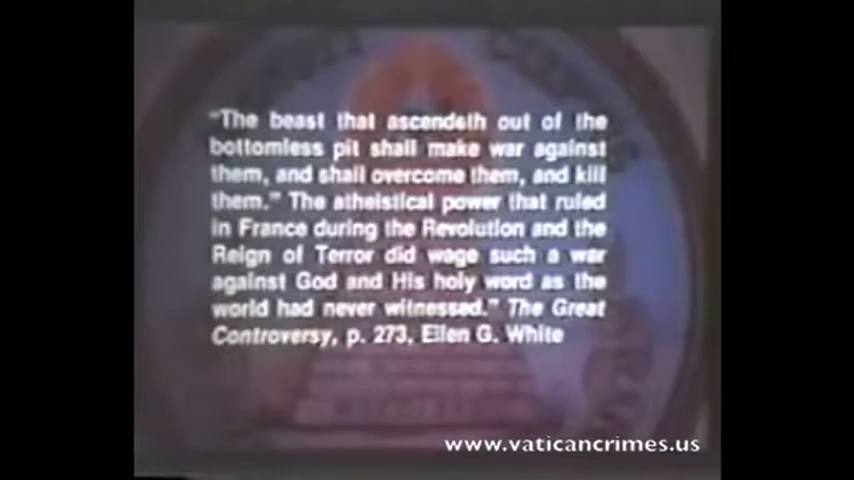 "The beast that ascendeth out of the
bottomless pit shall make war against
them, and shall overcome them, and kill
them." The atheistical power that ruled
in France during the Revolution and the
Reign of Terror did wage such a war
against God and His holy word as the
world had never witnessed." The Great
Controversy, p. 273, Ellen G. White
www.vaticancrimes.us